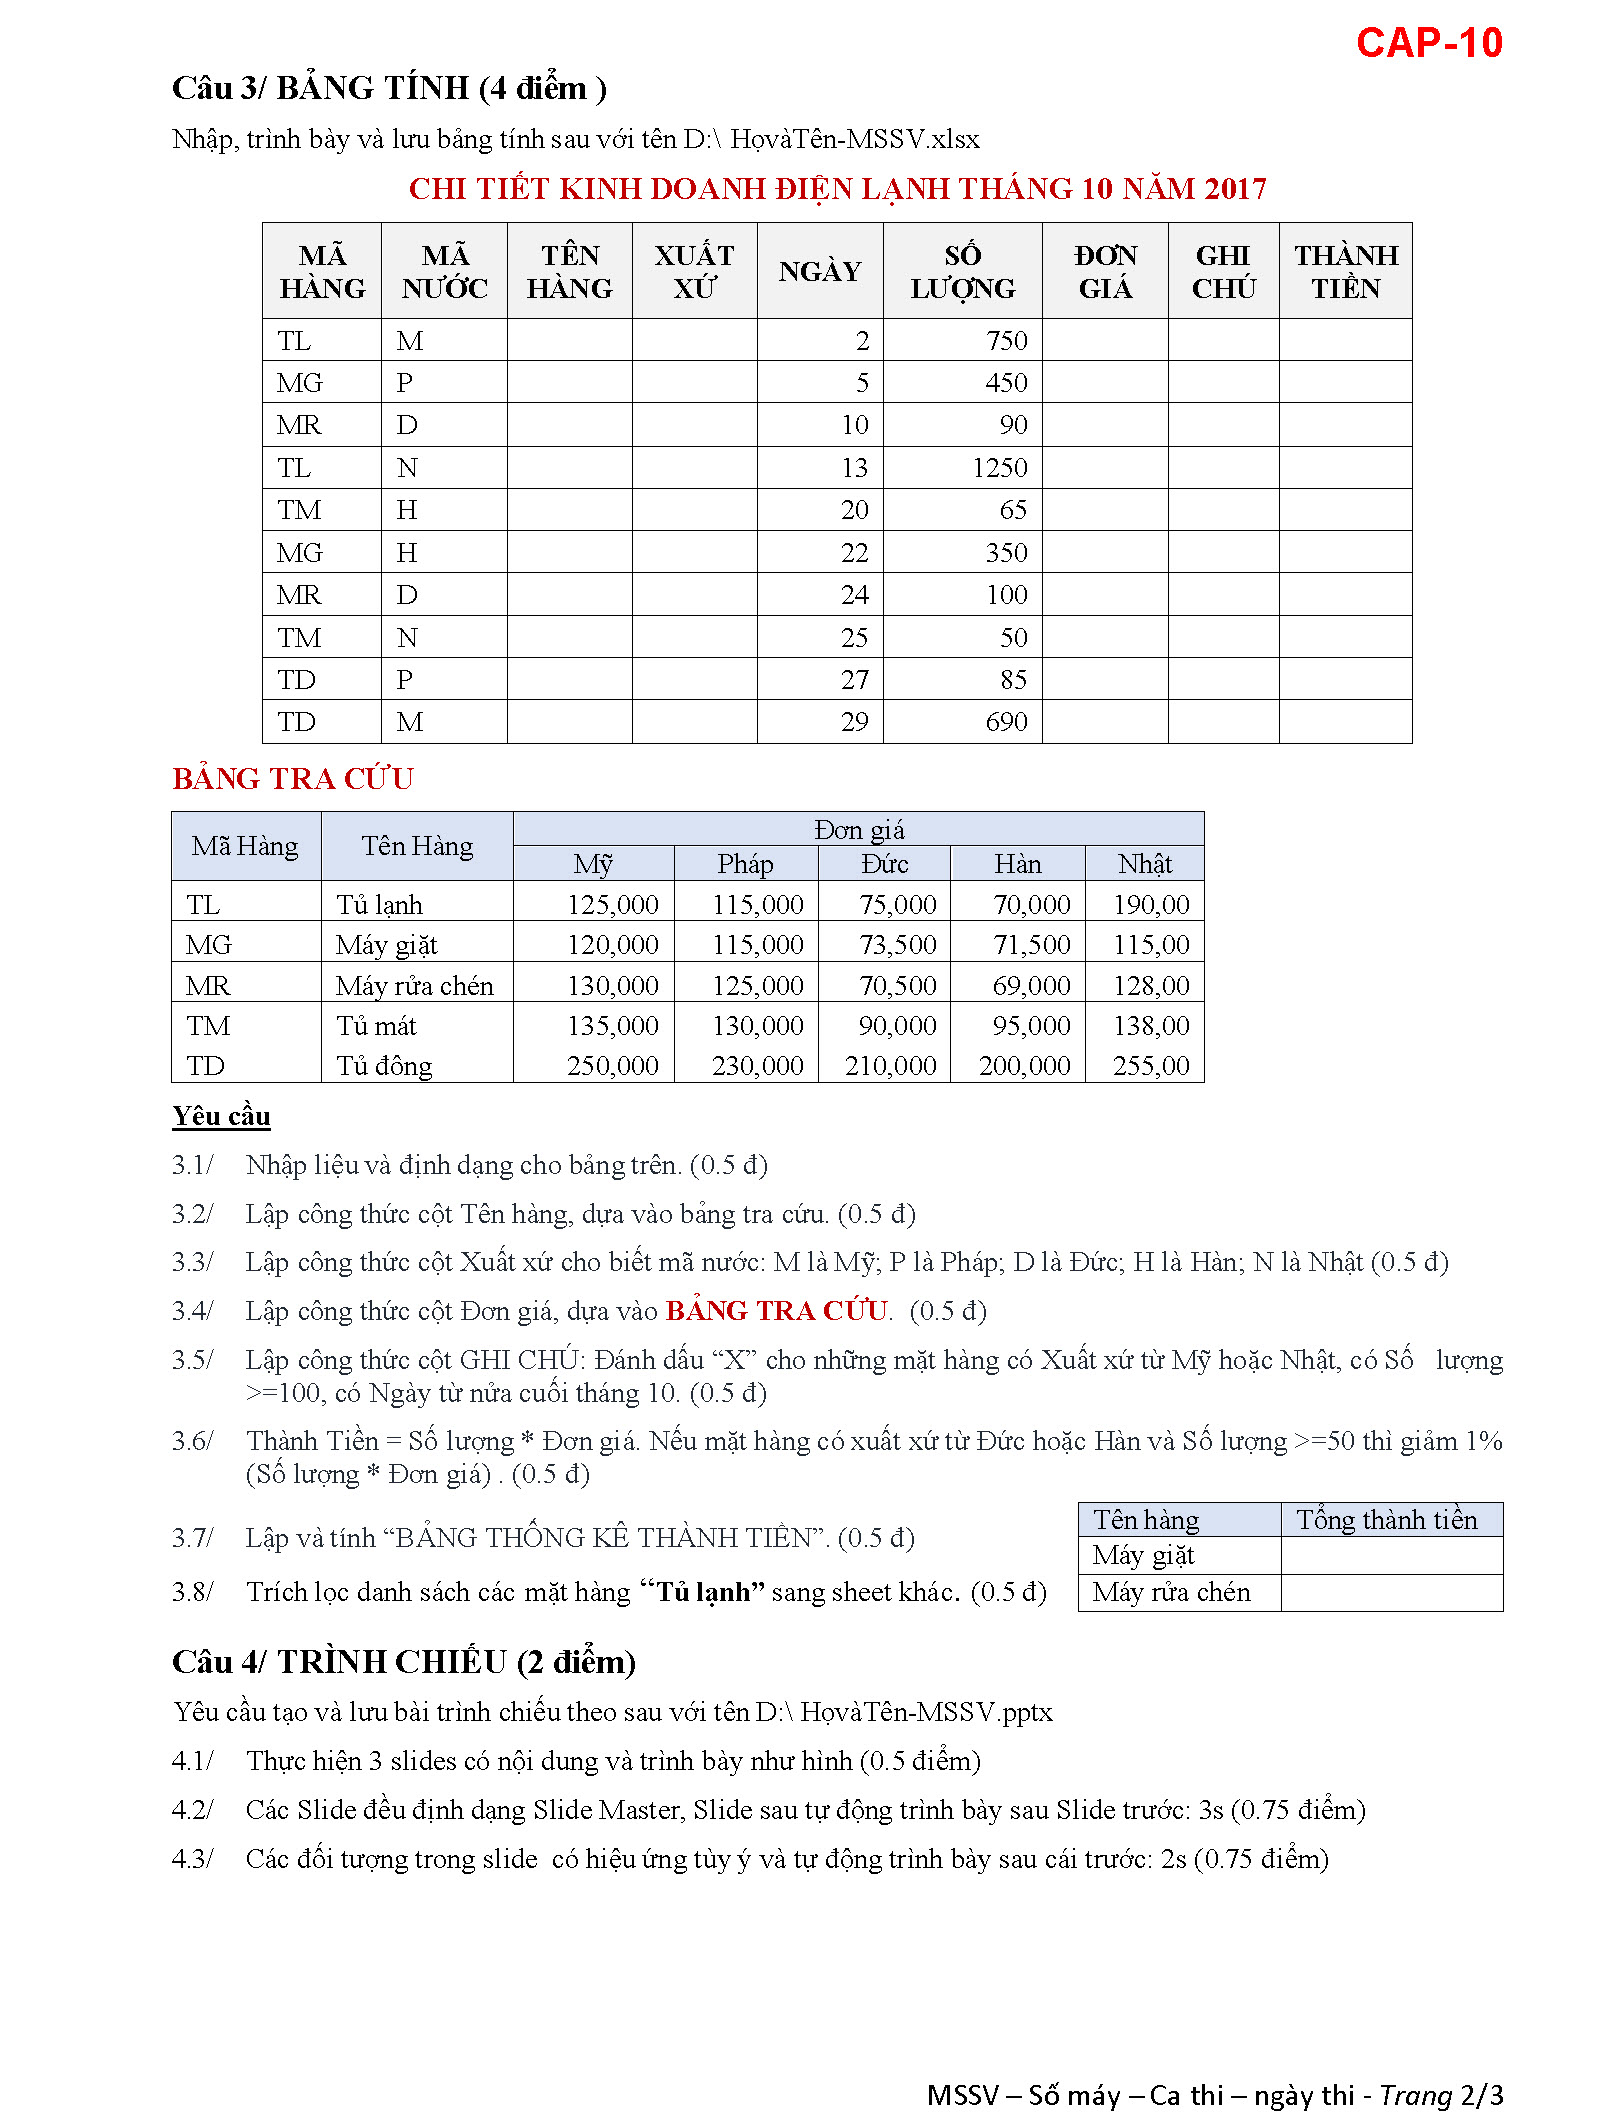 CAP-10
Câu 3/ BẢNG TÍNH (4 điểm )
Nhập, trình bày và lưu bảng tính sau với tên D:\ HọvàTên-MSSV.xlsx
CHI TIẾT KINH DOANH ĐIỆN LẠNH THÁNG 10 NĂM 2017
MÃ HÀNG MÃ NƯỚC TÊN HÀNG XUẤT XỨ NGÀY SỐ LƯỢNG ĐƠN GIÁ GHI CHÚ THÀNH TIỀN
TL M 2 750
MG P 5 450
MR D 10 90
TL N 13 1250
TM H 20 65
MG H 22 350
MR D 24 100
TM N 25 50
TD P 27 85
TD M 29 690
BẢNG TRA CỨU
Mã Hàng Tên Hàng Đơn giá
Mỹ Pháp Đức Hàn Nhật
TL Tủ lạnh 125,000 115,000 75,000 70,000 190,00
MG Máy giặt 120,000 115,000 73,500 71,500 115,00
MR Máy rửa chén 130,000 125,000 70,500 69,000 128,00
TM Tủ mát 135,000 130,000 90,000 95,000 138,00
TD Tủ đông 250,000 230,000 210,000 200,000 255,00
Yêu cầu
3.1/ Nhập liệu và định dạng cho bảng trên. (0.5 đ)
3.2/ Lập công thức cột Tên hàng, dựa vào bảng tra cứu. (0.5 đ)
3.3/ Lập công thức cột Xuất xứ cho biết mã nước: M là Mỹ; P là Pháp; D là Đức; H là Hàn; N là Nhật (0.5 đ)
3.4/ Lập công thức cột Đơn giá, dựa vào BẢNG TRA CỨU. (0.5 đ)
3.5/ Lập công thức cột GHI CHÚ: Đánh dấu “X” cho những mặt hàng có Xuất xứ từ Mỹ hoặc Nhật, có Số lượng
>=100, có Ngày từ nửa cuối tháng 10. (0.5 đ)
3.6/ Thành Tiền = Số lượng * Đơn giá. Nếu mặt hàng có xuất xứ từ Đức hoặc Hàn và Số lượng >=50 thì giảm 1%
(Số lượng * Đơn giá) . (0.5 đ)
3.7/ Lập và tính “BẢNG THỐNG KÊ THÀNH TIỀN”. (0.5 đ)
3.8/ Trích lọc danh sách các mặt hàng “Tủ lạnh” sang sheet khác. (0.5 đ)
Tên hàng Tổng thành tiền
Máy giặt
Máy rửa chén
Câu 4/ TRÌNH CHIẾU (2 điểm)
Yêu cầu tạo và lưu bài trình chiếu theo sau với tên D:\ HọvàTên-MSSV.pptx
4.1/ Thực hiện 3 slides có nội dung và trình bày như hình (0.5 điểm)
4.2/ Các Slide đều định dạng Slide Master, Slide sau tự động trình bày sau Slide trước: 3s (0.75 điểm)
4.3/ Các đối tượng trong slide có hiệu ứng tùy ý và tự động trình bày sau cái trước: 2s (0.75 điểm)
MSSV – Số máy – Ca thi – ngày thi - Trang 2/3